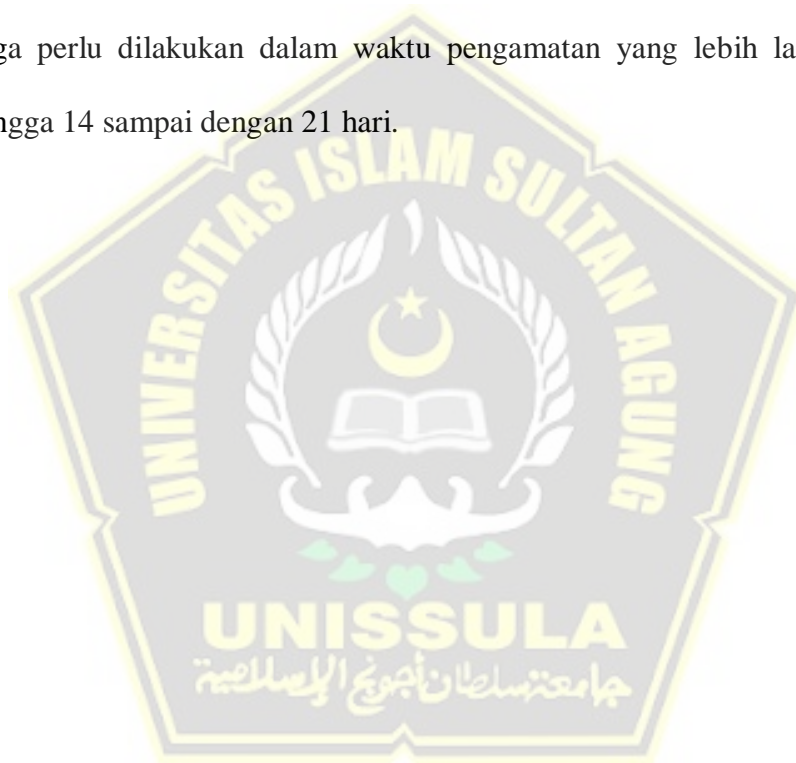 ga perlu dilakukan dalam waktu pengamatan yang lebih la
ngga 14 sampai dengan 21 hari.
UNIVERSITAS ISLAM SULTAN AGUNG
UNISSULA
جامعة سلطان أجونج الإسلامية